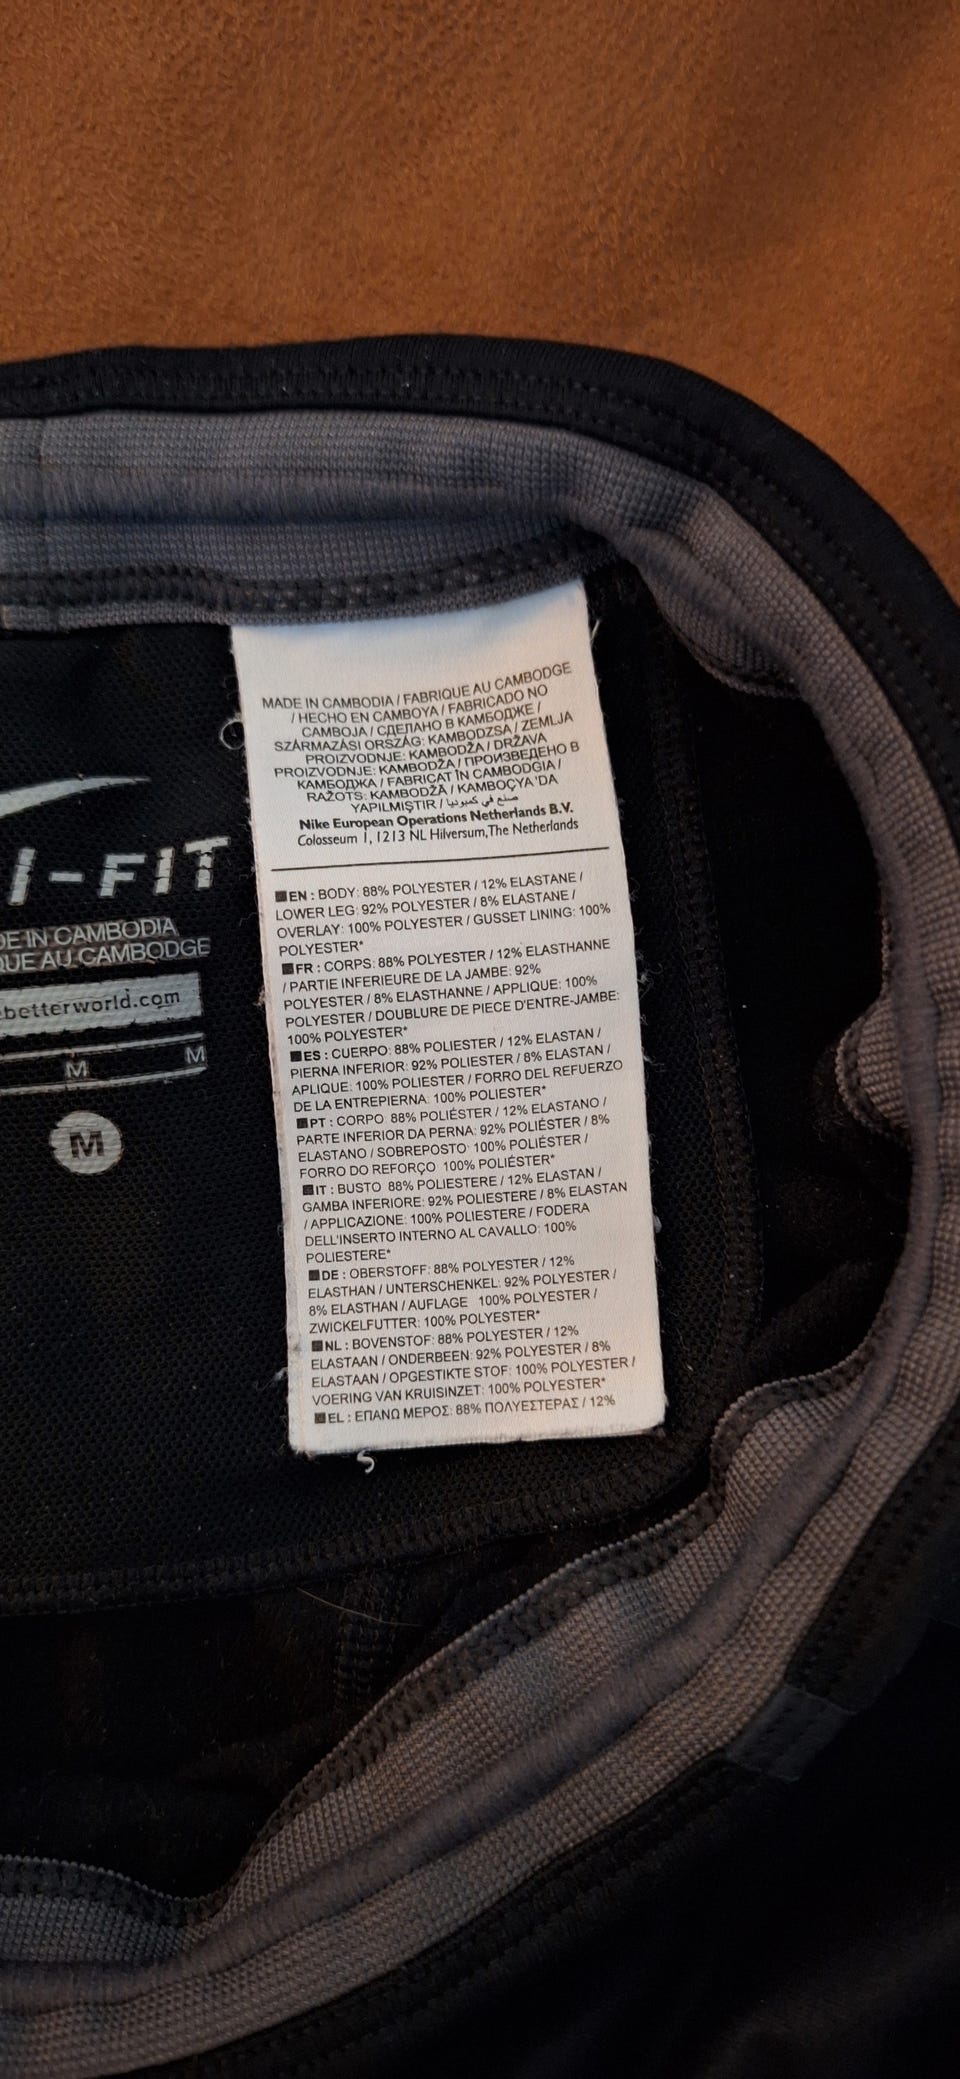 I-FIT
DE IN CAMBODIA
QUE AU CAMBODGE
ebetterworld.com
M
M
M
MADE IN CAMBODIA / FABRIQUE AU CAMBODGE
/ HECHO EN CAMBOYA / FABRICADO NO
CAMBOJA / СДЕЛАНО В КАМБОДЖЕ /
SZÁRMAZÁSI ORSZÁG: KAMBODZSA / ZEMLJA
PROIZVODNJE: KAMBODŽA / DRŽAVA
PROIZVODNJE: KAMBODŽA / ПРОИЗВЕДЕНО В
КАМБОДЖА / FABRICAT ÎN CAMBODGIA /
RAŽOTS: KAMBODŽĀ / KAMBOÇYA 'DA
YAPILMIŞTIR / صنع في كمبوديا
Nike European Operations Netherlands B.V.
Colosseum 1, 1213 NL Hilversum,The Netherlands
EN : BODY: 88% POLYESTER / 12% ELASTANE /
LOWER LEG: 92% POLYESTER / 8% ELASTANE /
OVERLAY: 100% POLYESTER / GUSSET LINING: 100%
POLYESTER*
FR : CORPS: 88% POLYESTER / 12% ELASTHANNE
/ PARTIE INFERIEURE DE LA JAMBE: 92%
POLYESTER / 8% ELASTHANNE / APPLIQUE: 100%
POLYESTER / DOUBLURE DE PIECE D'ENTRE-JAMBE:
100% POLYESTER*
ES : CUERPO: 88% POLIESTER / 12% ELASTAN /
PIERNA INFERIOR: 92% POLIESTER / 8% ELASTAN /
APLIQUE: 100% POLIESTER / FORRO DEL REFUERZO
DE LA ENTREPIERNA: 100% POLIESTER*
PT : CORPO: 88% POLIÉSTER / 12% ELASTANO /
PARTE INFERIOR DA PERNA: 92% POLIÉSTER / 8%
ELASTANO / SOBREPOSTO: 100% POLIÉSTER /
FORRO DO REFORÇO: 100% POLIÉSTER*
IT : BUSTO: 88% POLIESTERE / 12% ELASTAN /
GAMBA INFERIORE: 92% POLIESTERE / 8% ELASTAN
/ APPLICAZIONE: 100% POLIESTERE / FODERA
DELL'INSERTO INTERNO AL CAVALLO: 100%
POLIESTERE*
DE : OBERSTOFF: 88% POLYESTER / 12%
ELASTHAN / UNTERSCHENKEL: 92% POLYESTER /
8% ELASTHAN / AUFLAGE: 100% POLYESTER /
ZWICKELFUTTER: 100% POLYESTER*
NL : BOVENSTOF: 88% POLYESTER / 12%
ELASTAAN / ONDERBEEN: 92% POLYESTER / 8%
ELASTAAN / OPGESTIKTE STOF: 100% POLYESTER /
VOERING VAN KRUISINZET: 100% POLYESTER*
EL : ΕΠΑΝΩ ΜΕΡΟΣ: 88% ΠΟΛΥΕΣΤΕΡΑΣ / 12%